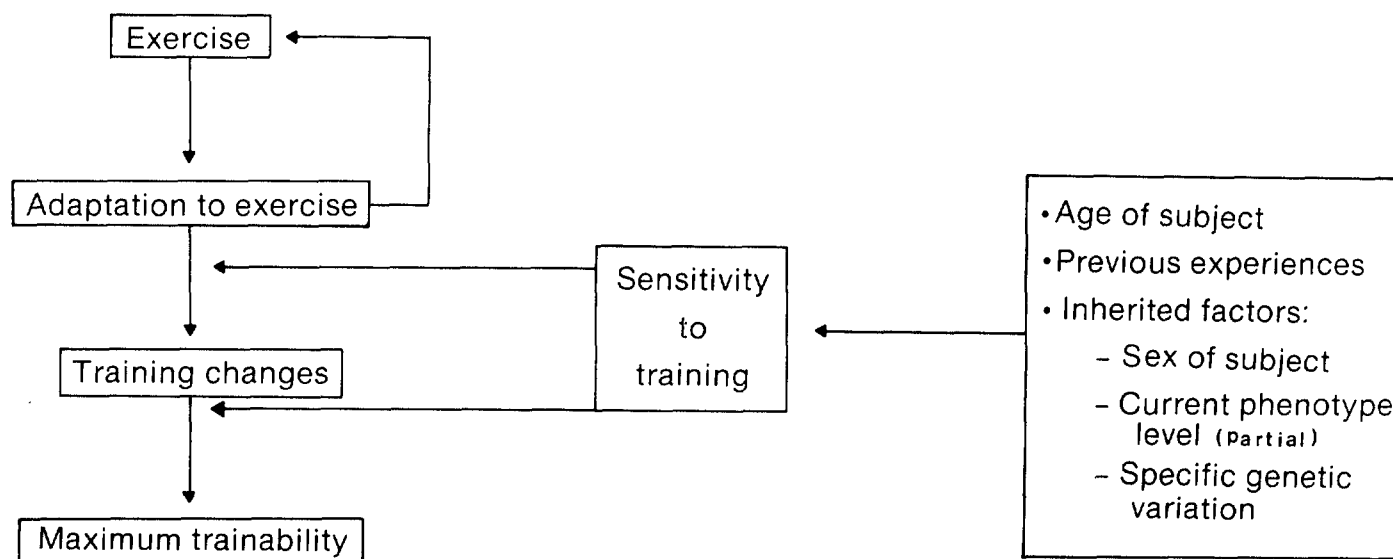 Exercise
Adaptation to exercise
Training changes
Maximum trainability
Sensitivity
to
training
• Age of subject
• Previous experiences
• Inherited factors:
– Sex of subject
– Current phenotype
level (Partial)
– Specific genetic
variation